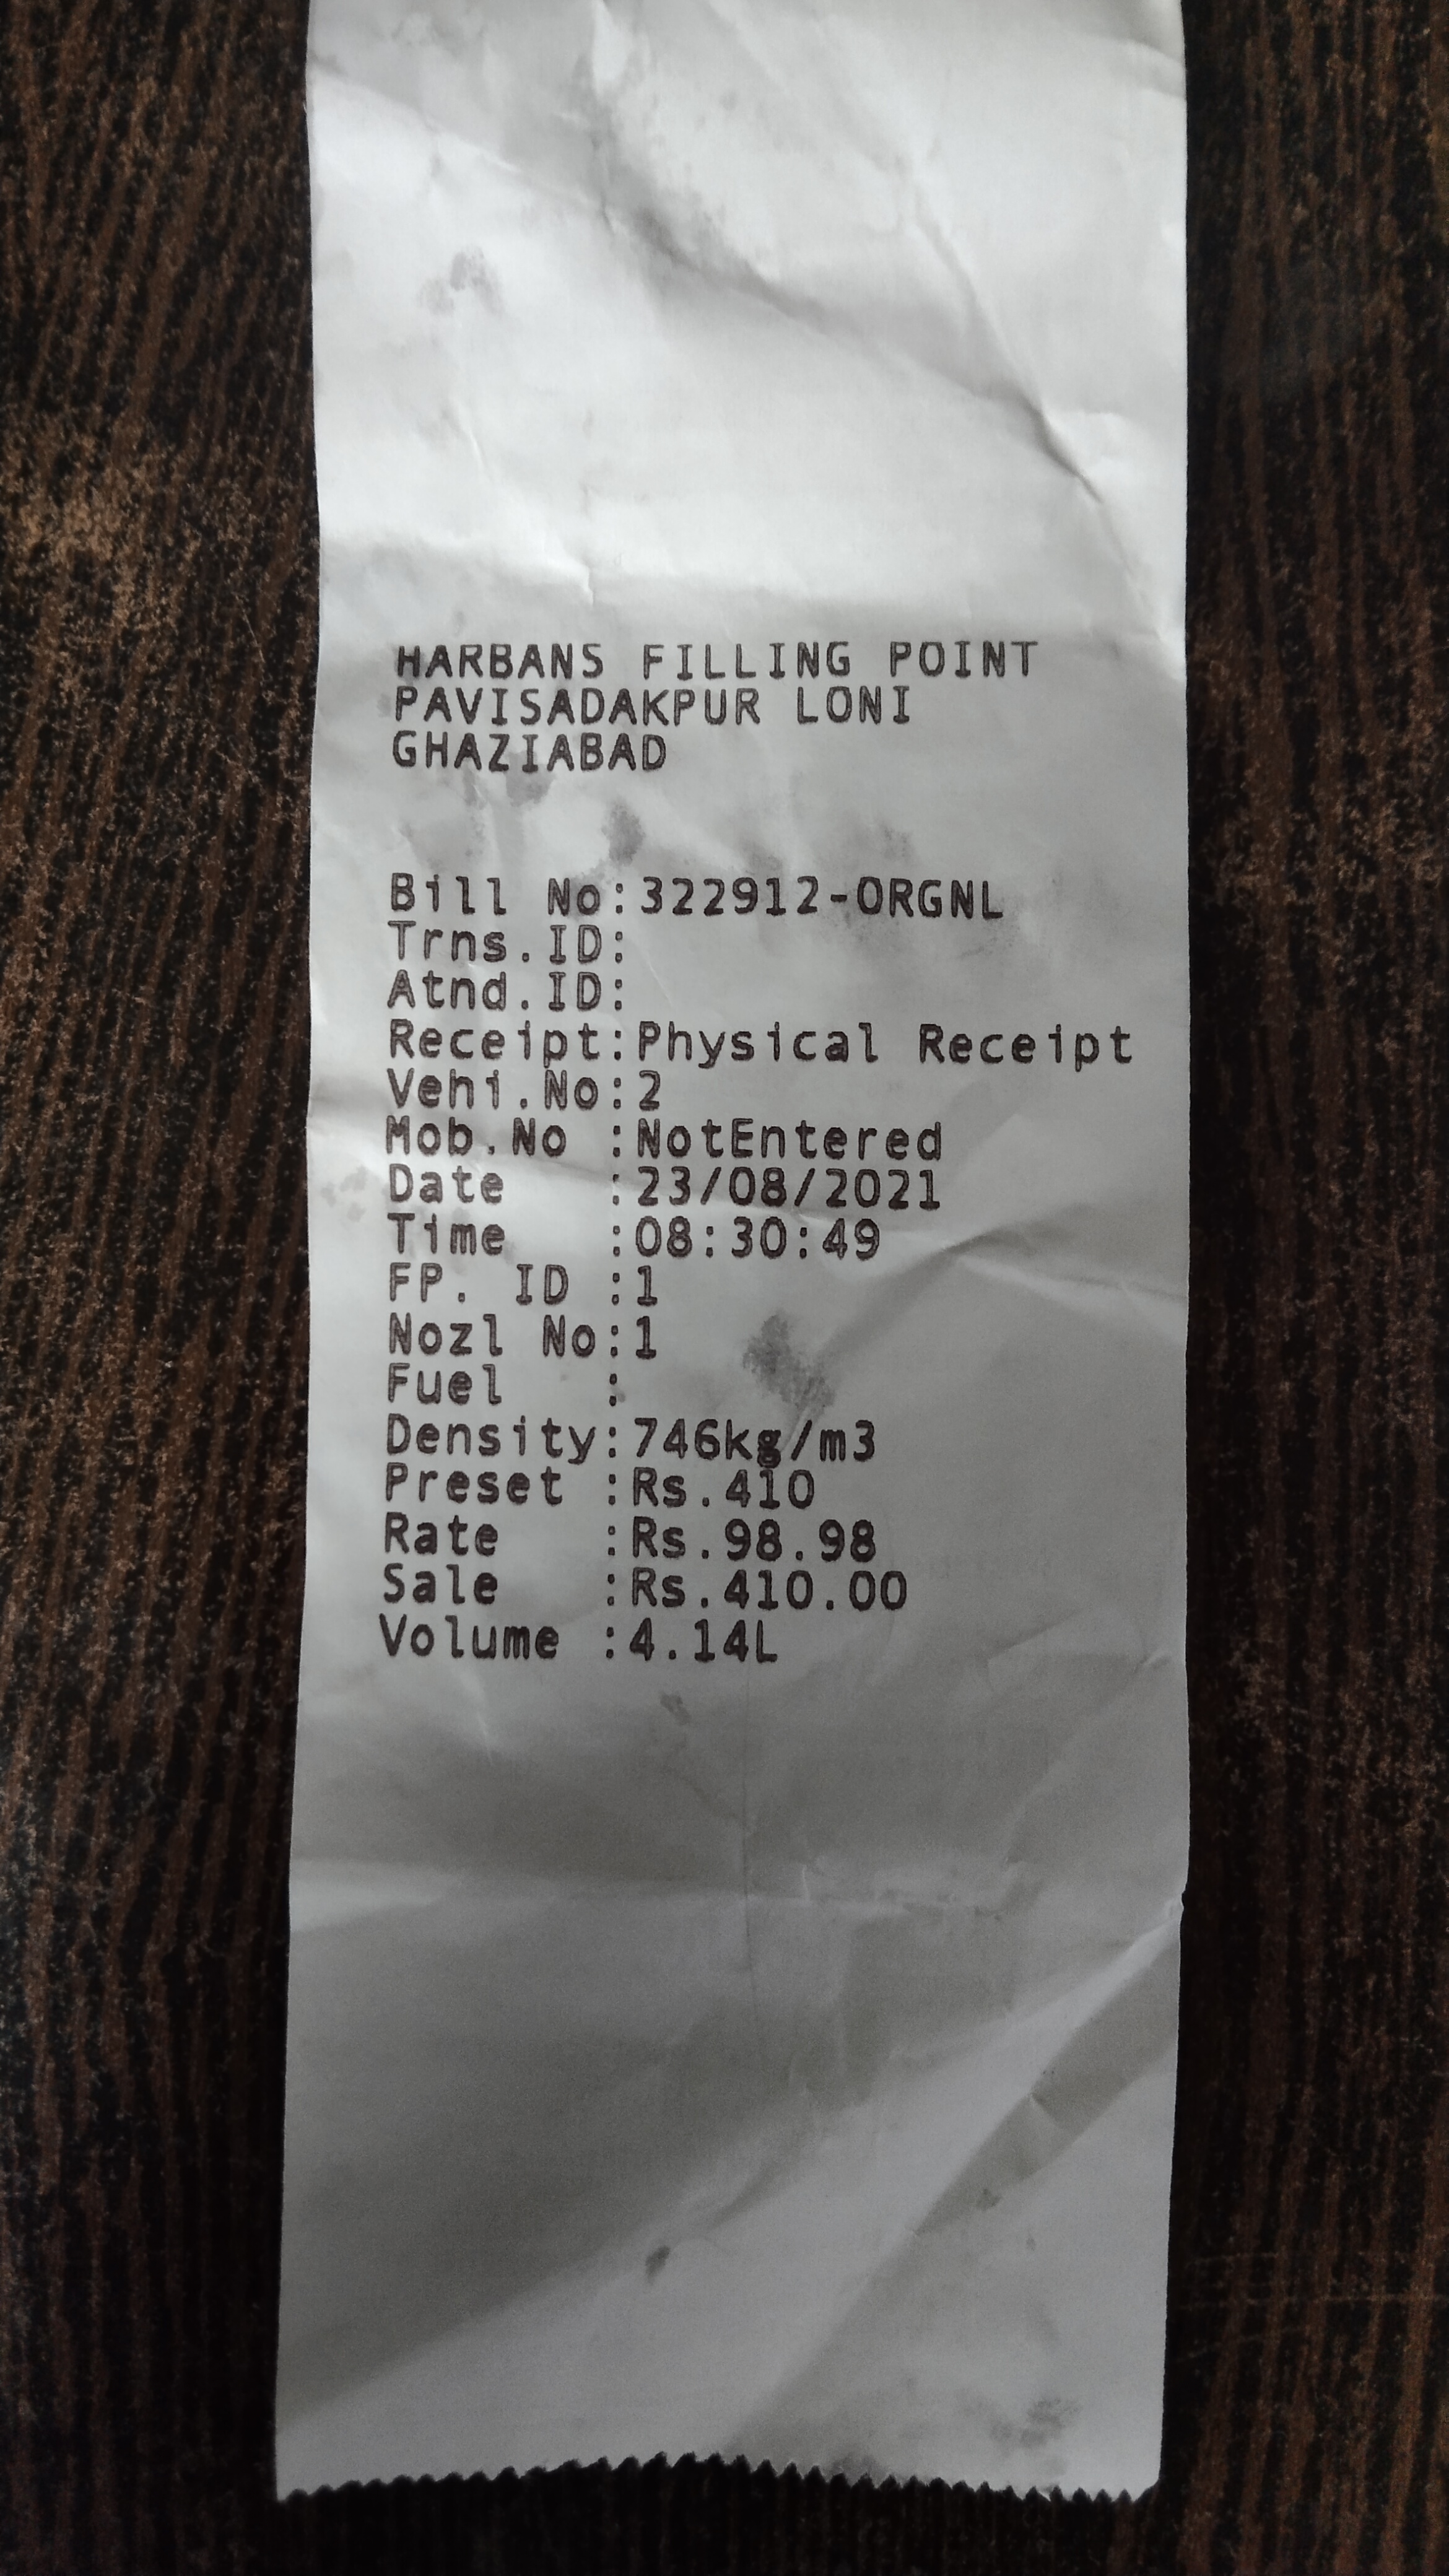 HARBANS FILLING POINT
PAVISADAKPUR LONI
GHAZIABAD
Bill No:322912-ORGNL
Trns.ID:
Atnd.ID:
Receipt:Physical Receipt
Vehi.No:2
Mob.No :NotEntered
Date :23/08/2021
Time :08:30:49
FP. ID :1
Nozl No:1
Fuel :
Density:746kg/m3
Preset :Rs.410
Rate :Rs.98.98
Sale :Rs.410.00
Volume :4.14L